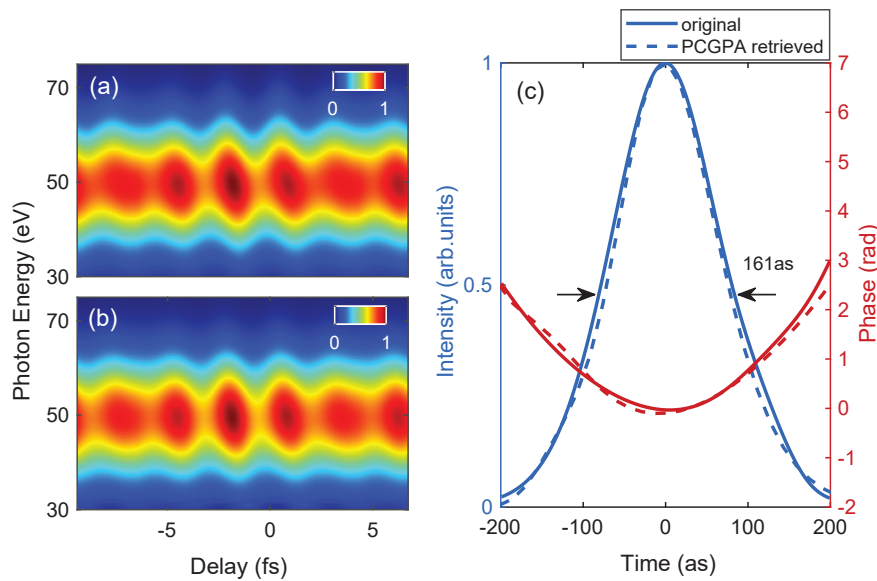 original
PCGPA retrieved
(a)
0 1
70
50
30
(b)
0 1
70
50
30
-5 0 5
Delay (fs)
Photon Energy (eV)
(c)
161as
1
0.5
0
Intensity (arb.units)
7
6
5
4
3
2
1
0
-1
-2
Phase (rad)
-200 -100 0 100 200
Time (as)